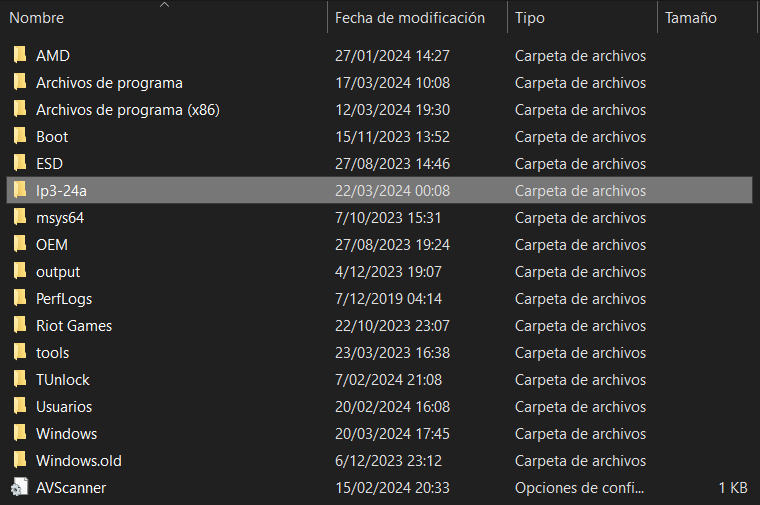 Nombre Fecha de modificación Tipo Tamaño
AMD 27/01/2024 14:27 Carpeta de archivos
Archivos de programa 17/03/2024 10:08 Carpeta de archivos
Archivos de programa (x86) 12/03/2024 19:30 Carpeta de archivos
Boot 15/11/2023 13:52 Carpeta de archivos
ESD 27/08/2023 14:46 Carpeta de archivos
lp3-24a 22/03/2024 00:08 Carpeta de archivos
msys64 7/10/2023 15:31 Carpeta de archivos
OEM 27/08/2023 19:24 Carpeta de archivos
output 4/12/2023 19:07 Carpeta de archivos
PerfLogs 7/12/2019 04:14 Carpeta de archivos
Riot Games 22/10/2023 23:07 Carpeta de archivos
tools 23/03/2023 16:38 Carpeta de archivos
TUnlock 7/02/2024 21:08 Carpeta de archivos
Usuarios 20/02/2024 16:08 Carpeta de archivos
Windows 20/03/2024 17:45 Carpeta de archivos
Windows.old 6/12/2023 23:12 Carpeta de archivos
AVScanner 15/02/2024 20:33 Opciones de confi... 1 KB